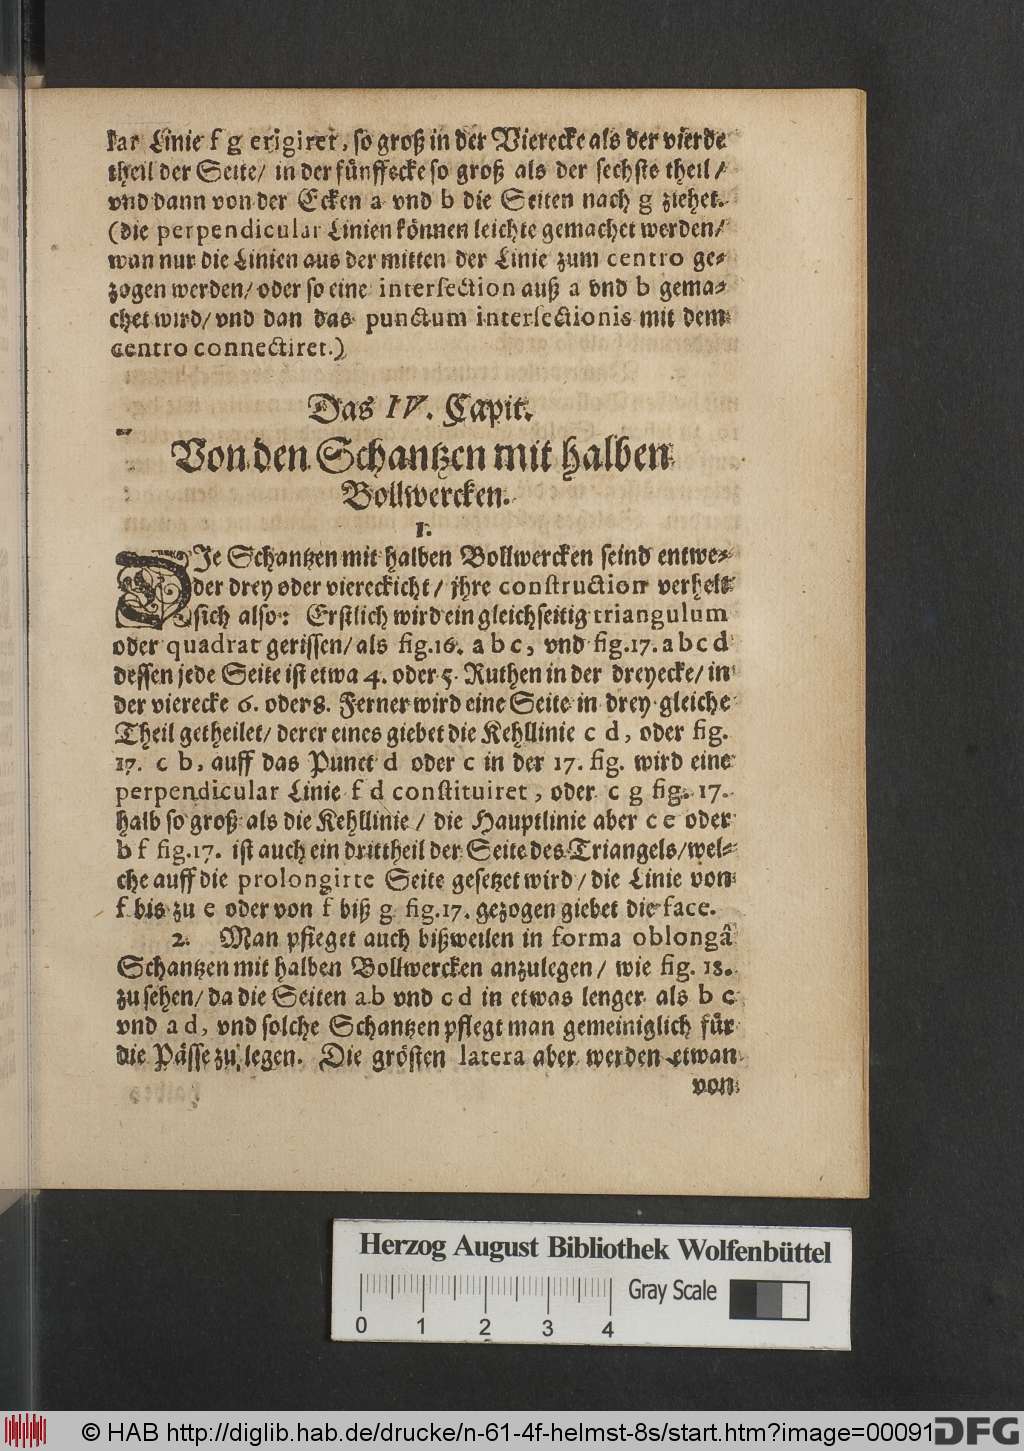 lar Linie f g erigiret, so groß in der Vierecke als der vierde
theil der Seite/ in der fünffecke so groß als der sechste theil/
vnd dann von der Ecken a vnd b die Seiten nach g ziehet.
(die perpendicular Linien können leichte gemachet werden/
wan nur die Linien aus der mitten der Linie zum centro ge-
zogen werden/ oder so eine intersection auß a vnd b gema-
chet wird/ vnd dan das punctum intersectionis mit dem
centro connectiret.)
Das IV. Capit.
Von den Schantzen mit halben
Bollwercken.
1.
DIe Schantzen mit halben Bollwercken seind entwe-
der drey oder viereckicht/ jhre construction verhelt
sich also: Erstlich wird ein gleichseitig triangulum
oder quadrat gerissen/ als fig. 16. a b c, vnd fig. 17. a b c d
dessen jede Seite ist etwa 4. oder 5. Ruthen in der dreyecke/ in
der vierecke 6. oder 8. Ferner wird eine Seite in drey gleiche
Theil getheilet/ derer eines giebet die Kehllinie c d, oder fig.
17. c b, auff das Punct d oder c in der 17. fig. wird eine
perpendicular Linie f d constituiret, oder c g fig. 17.
halb so groß als die Kehllinie / die Hauptlinie aber c e oder
b f fig. 17. ist auch ein drittheil der Seite des Triangels/ wel-
che auff die prolongirte Seite gesetzet wird / die Linie von
f bis zu e oder von f biß g fig. 17. gezogen giebet die face.
2. Man pfleget auch bißweilen in forma oblongâ
Schantzen mit halben Bollwercken anzulegen / wie fig. 18.
zu sehen/ da die Seiten a b vnd c d in etwas lenger als b c
vnd a d, vnd solche Schantzen pflegt man gemeiniglich für
die Pässe zu legen. Die grösten latera aber werden etwan
von
Herzog August Bibliothek Wolfenbüttel
Gray Scale
0 1 2 3 4
© HAB http://diglib.hab.de/drucke/n-61-4f-helmst-8s/start.htm?image=00091
DFG